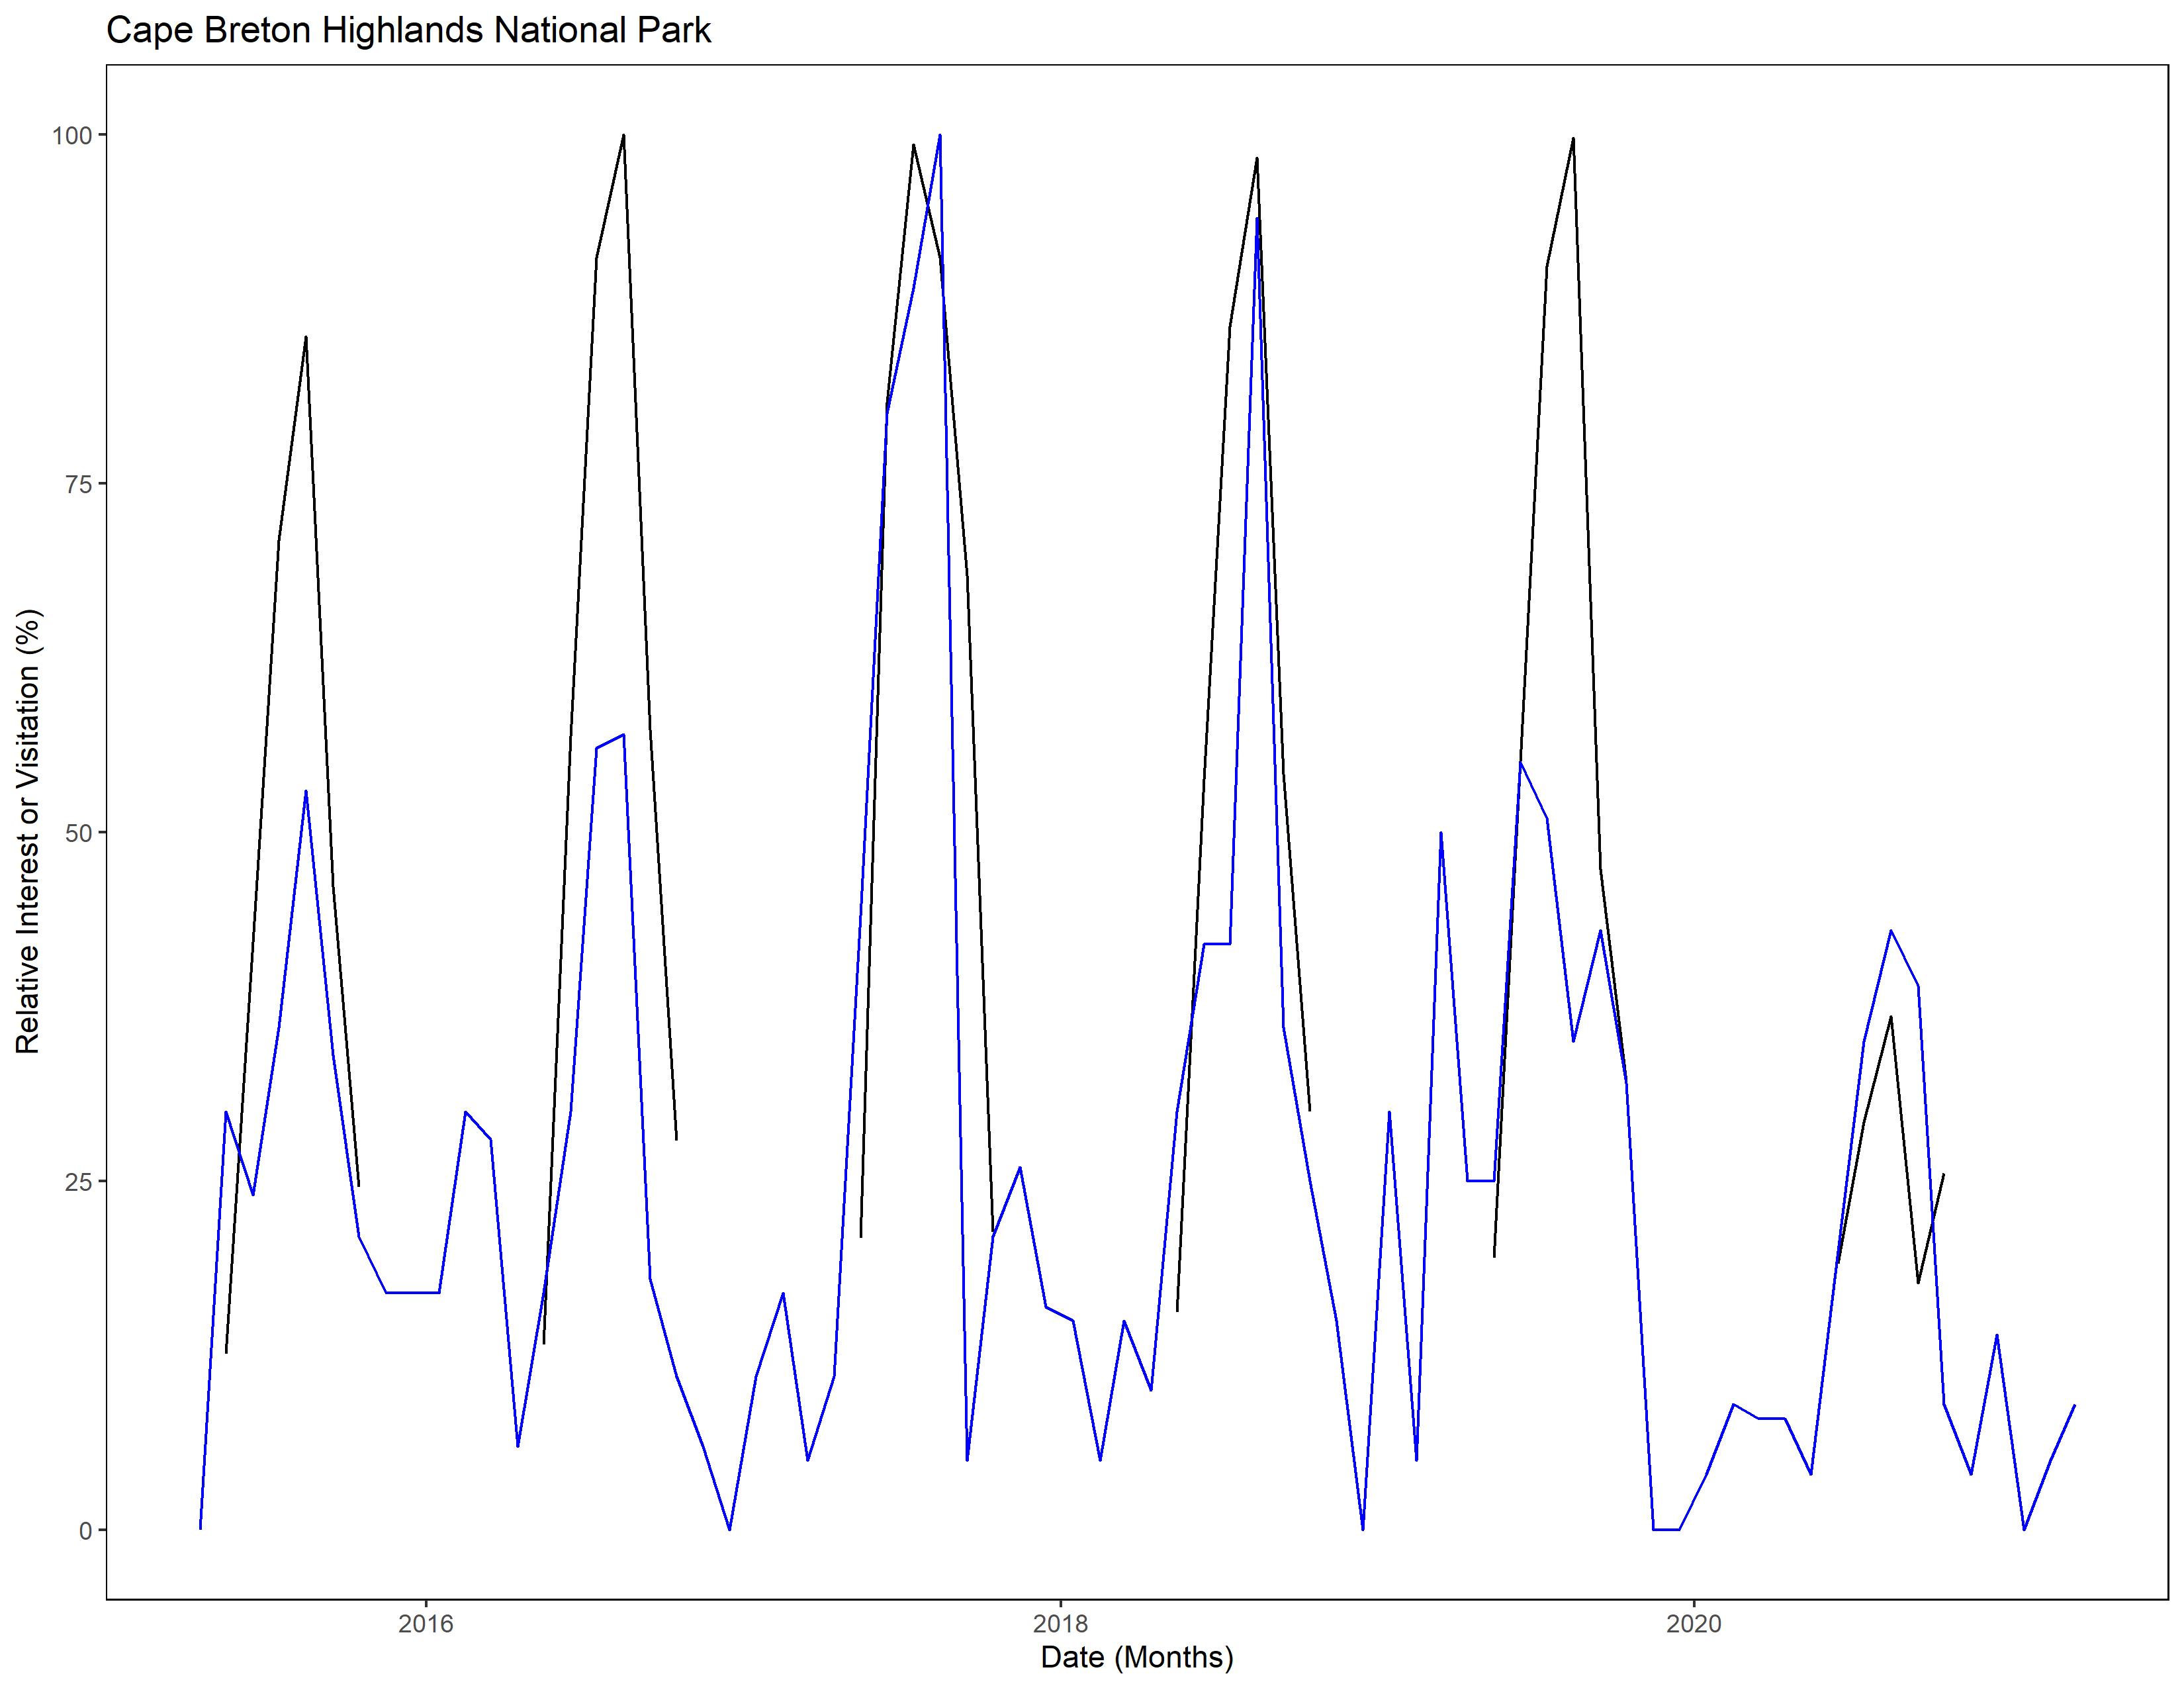 Cape Breton Highlands National Park
Relative Interest or Visitation (%)
100
75
50
25
0
2016
2018
2020
Date (Months)